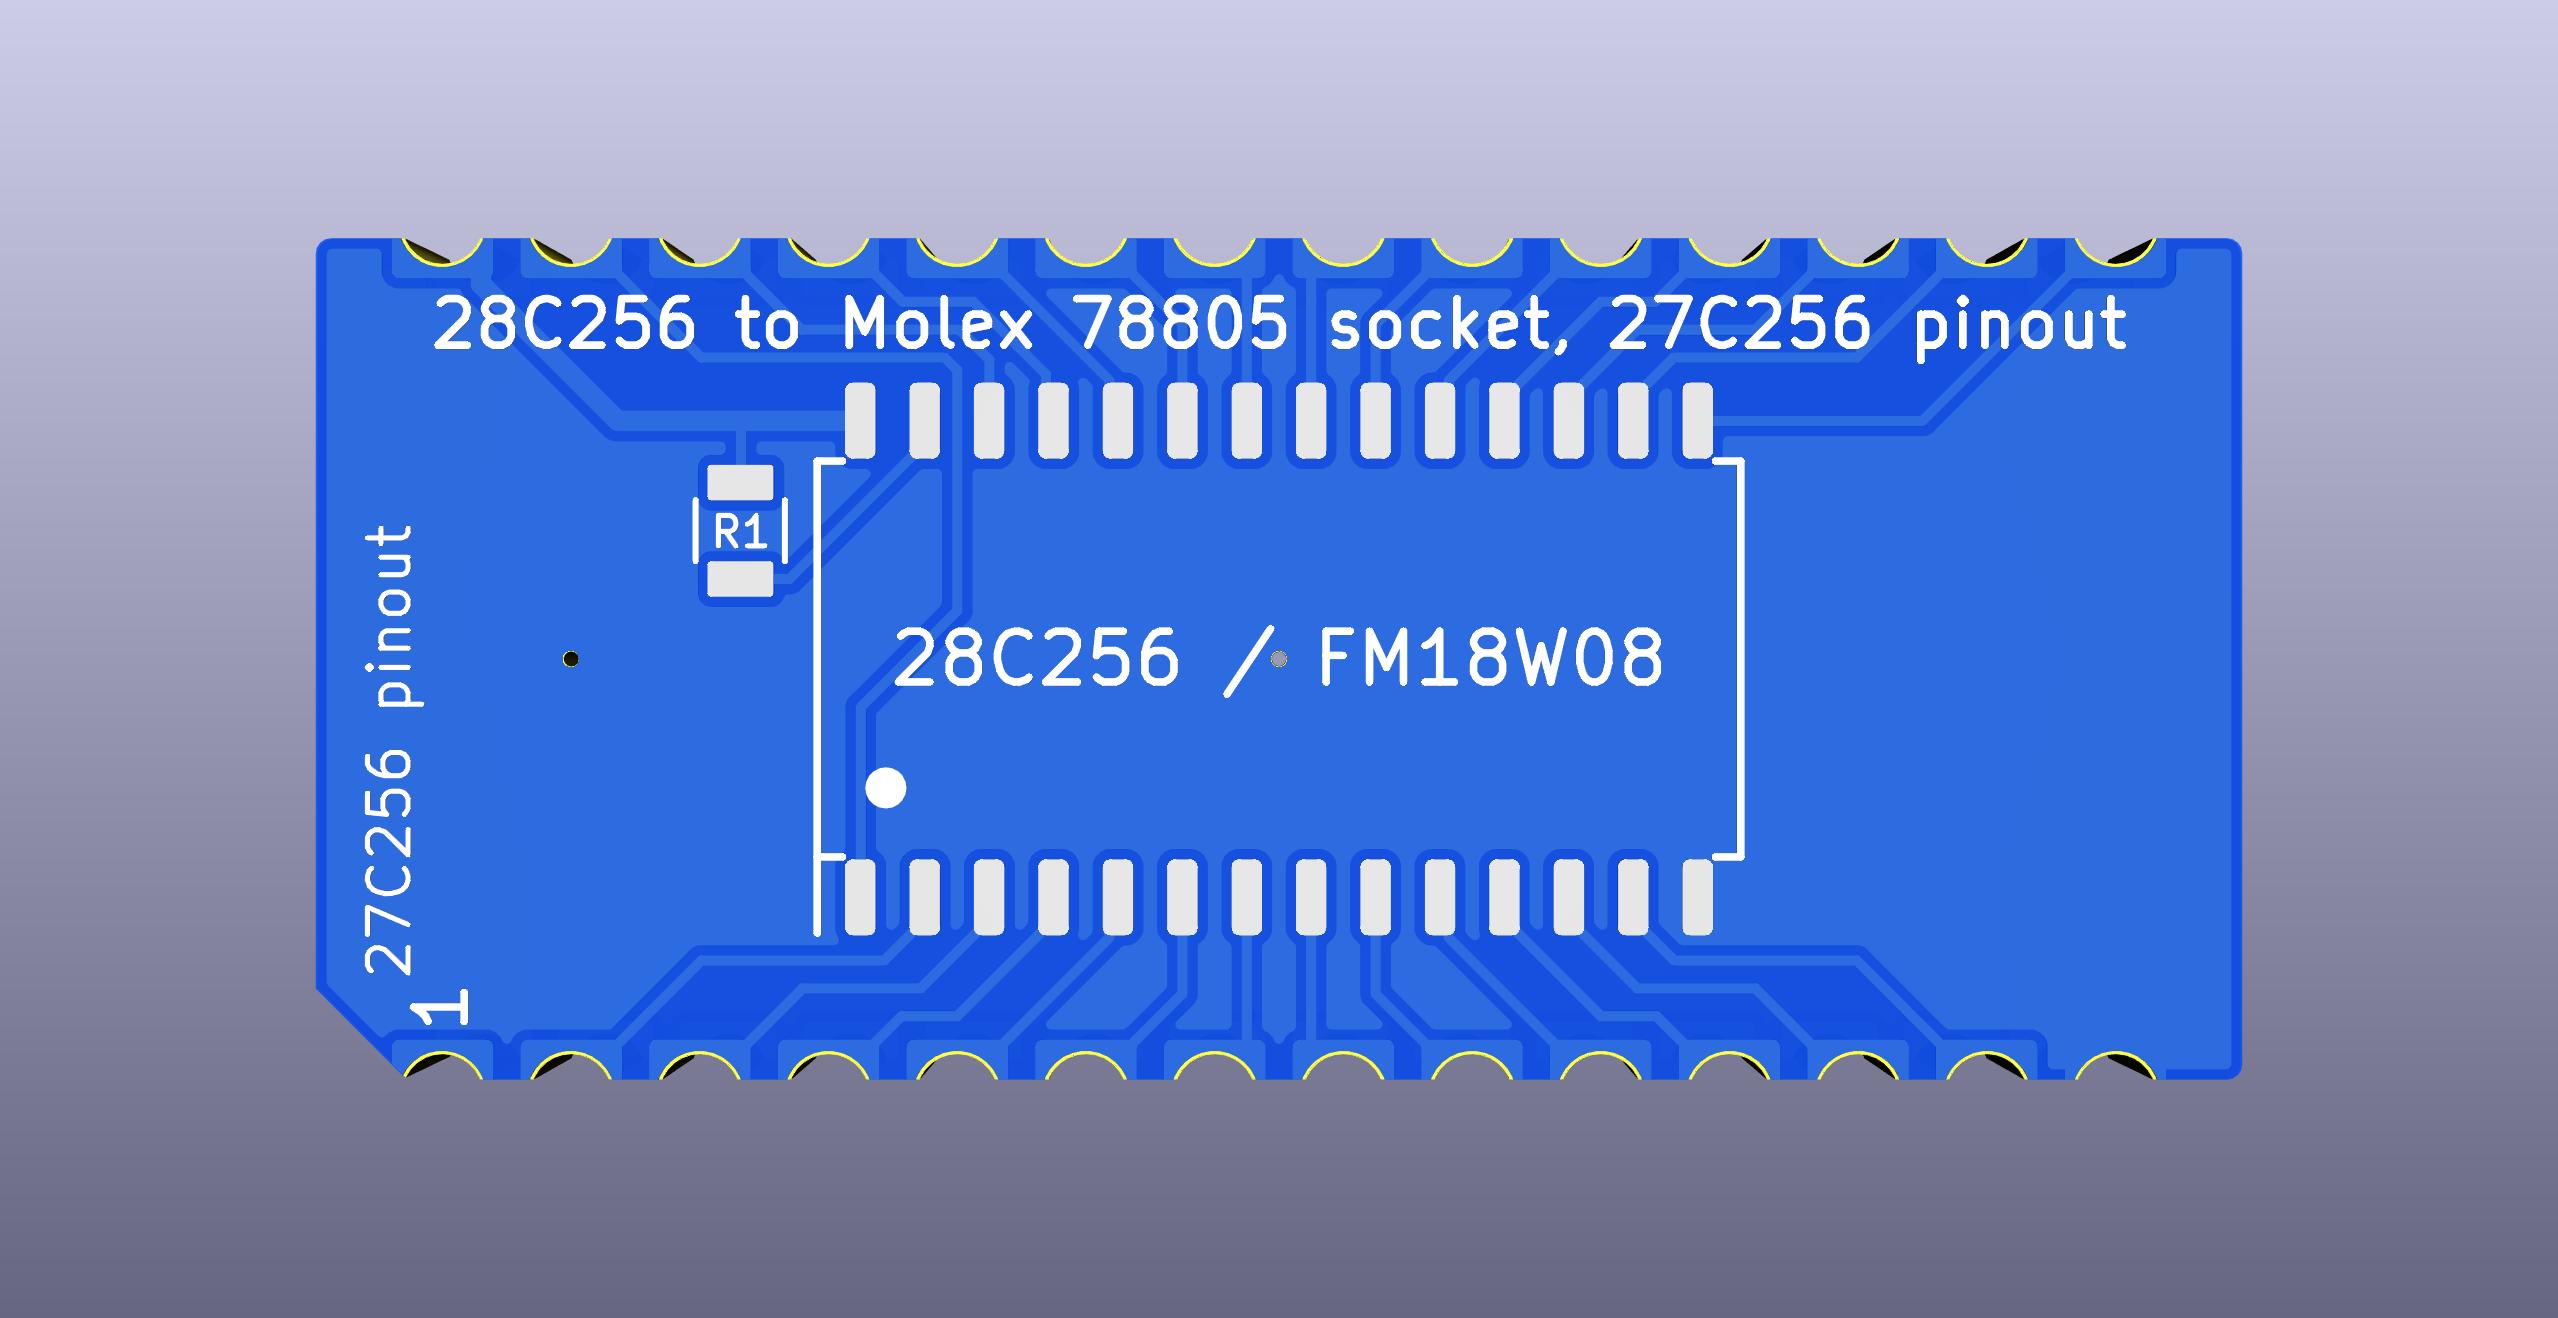 28C256 to Molex 78805 socket, 27C256 pinout
R1
28C256 / FM18W08
27C256 pinout
1